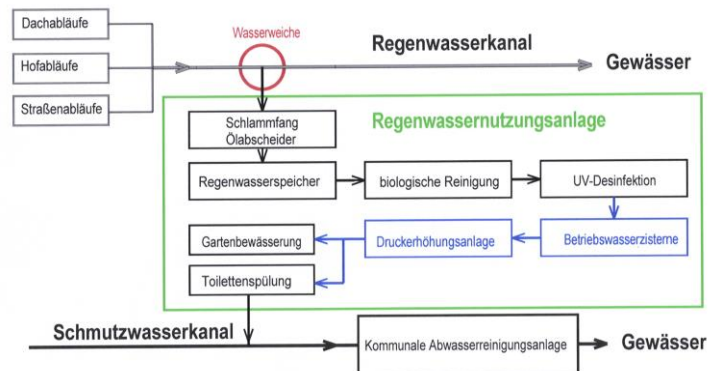 Dachabläufe
Wasserweiche
Regenwasserkanal
Hofabläufe
Gewässer
Straßenabläufe
Schlammfang
Ölabscheider
Regenwassernutzungsanlage
Regenwasserspeicher
biologische Reinigung
UV-Desinfektion
Gartenbewässerung
Druckerhöhungsanlage
Betriebswasserzisterne
Toilettenspülung
Schmutzwasserkanal
Kommunale Abwasserreinigungsanlage
Gewässer